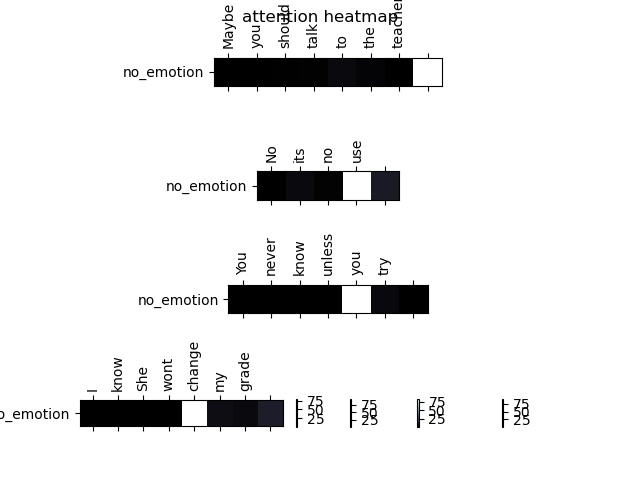 attention heatmap
Maybe you should talk to the teacher
no_emotion
No its no use
no_emotion
You never know unless you try
no_emotion
I know She wont change my grade
no_emotion
75 75 75 75
50 50 50 50
25 25 25 25